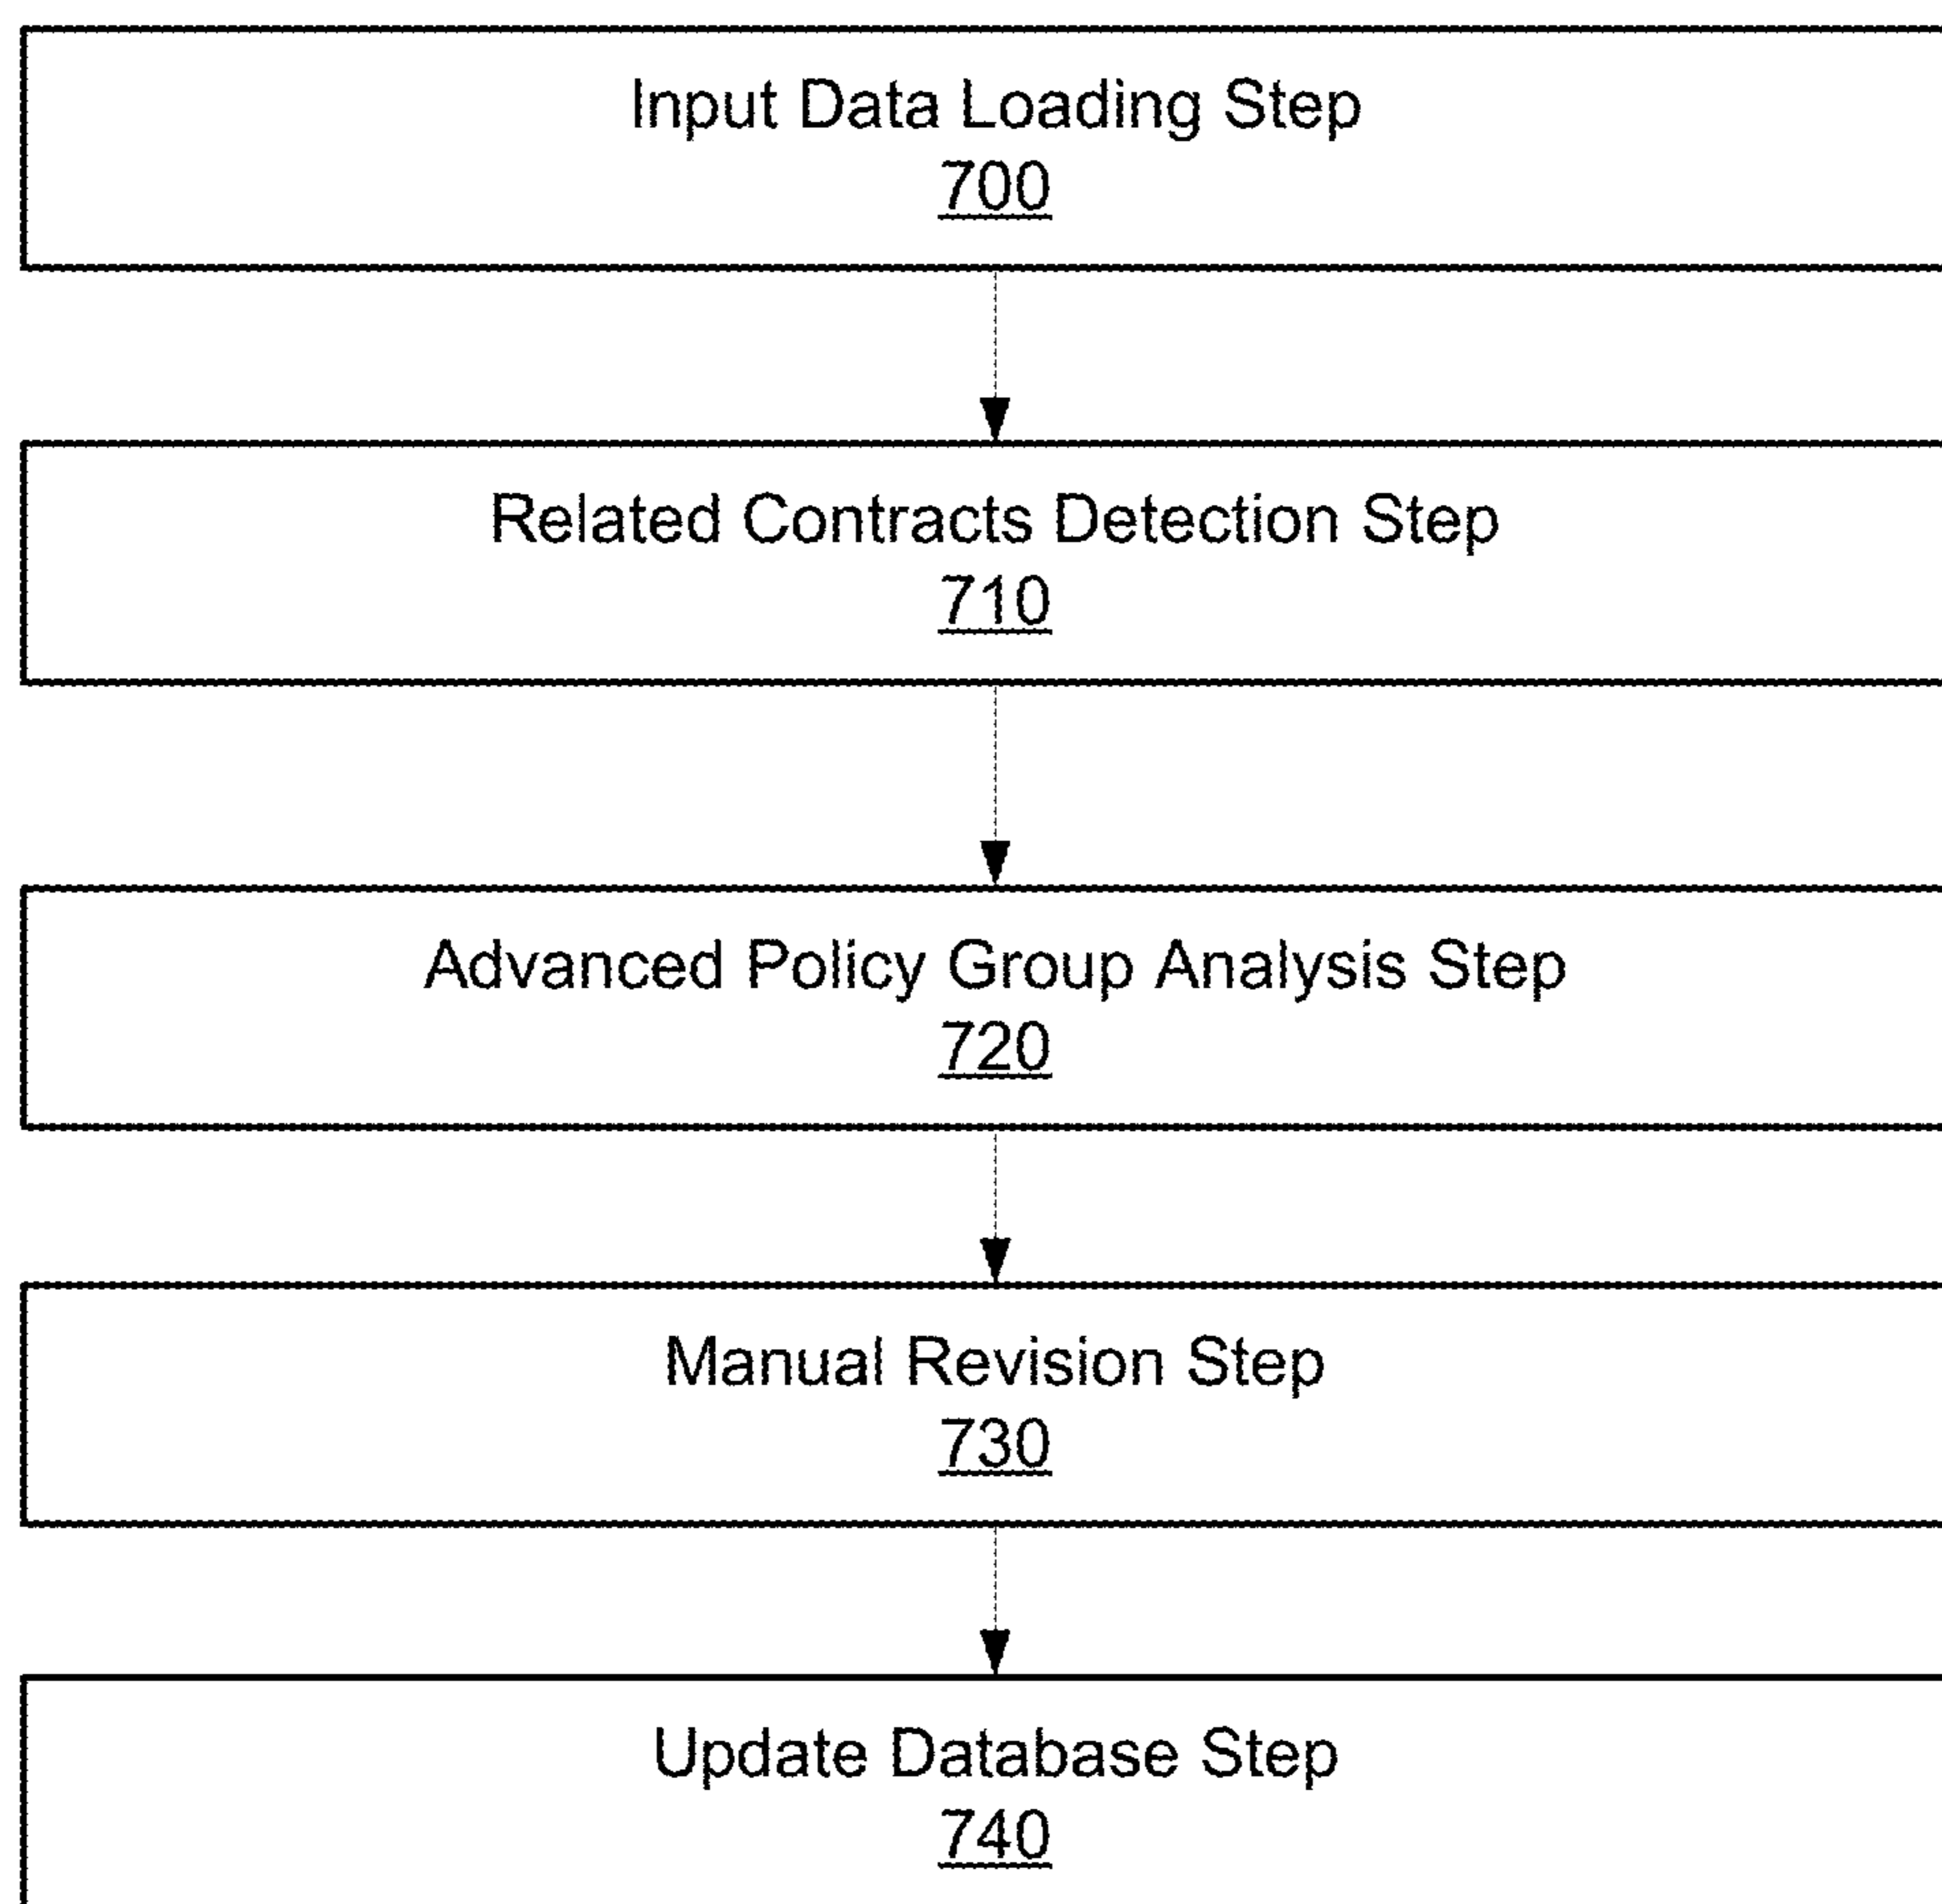 Input Data Loading Step
700
Related Contracts Detection Step
710
Advanced Policy Group Analysis Step
720
Manual Revision Step
730
Update Database Step
740